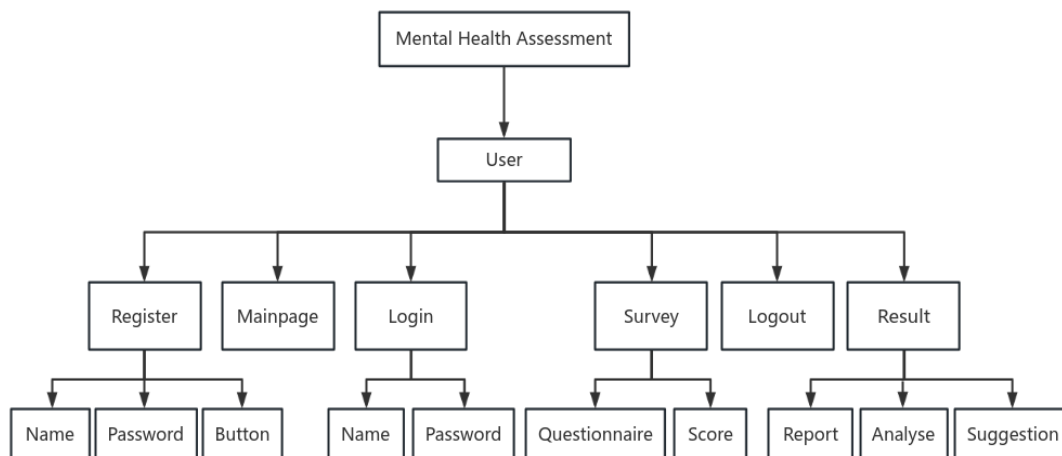 Mental Health Assessment
User
Register
Mainpage
Login
Survey
Logout
Result
Name
Password
Button
Name
Password
Questionnaire
Score
Report
Analyse
Suggestion